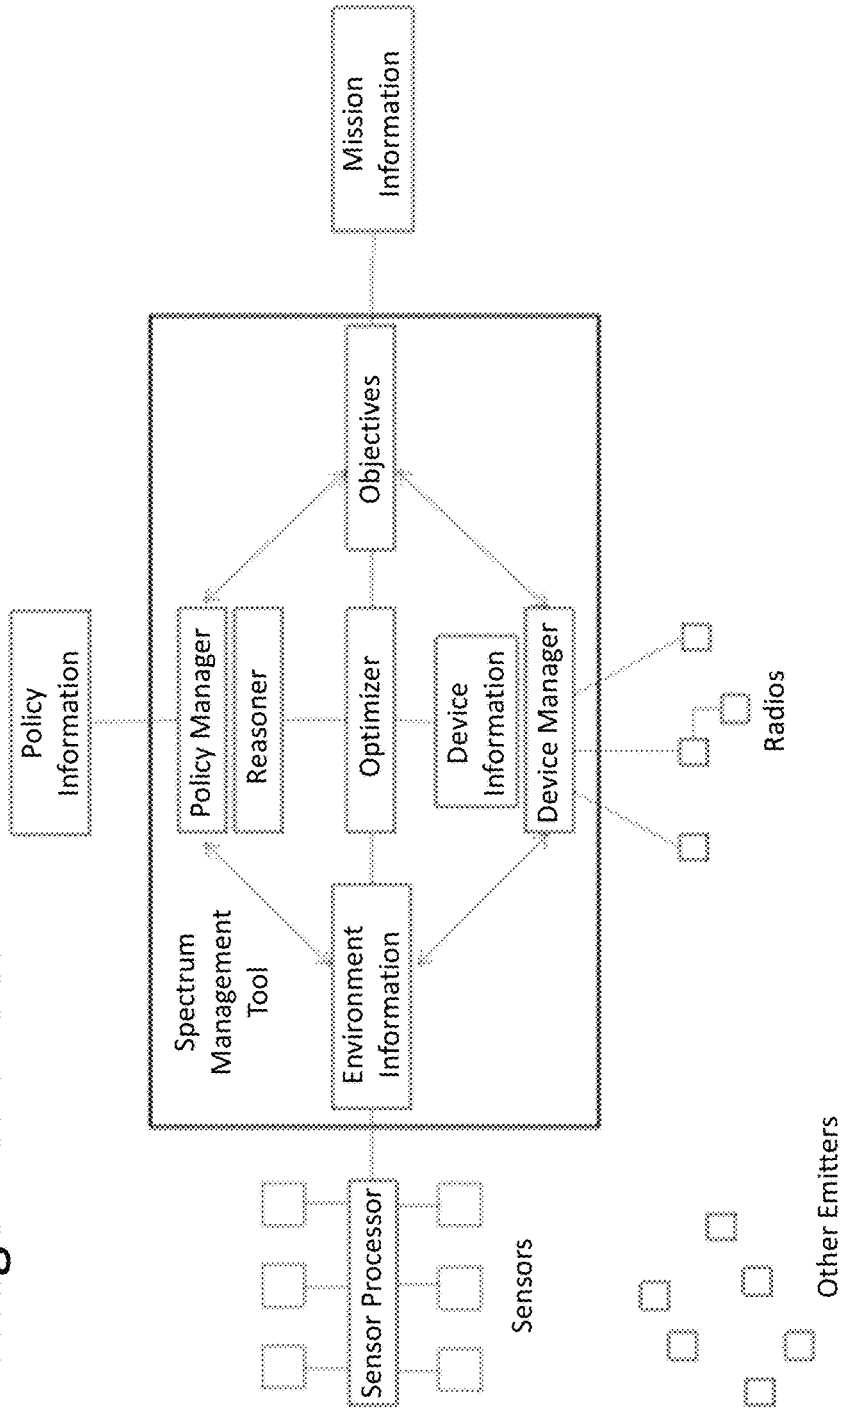 Policy
Information
Spectrum
Management
Tool
Policy Manager
Reasoner
Sensor Processor
Environment
Information
Optimizer
Objectives
Mission
Information
Device
Information
Device Manager
Sensors
Radios
Other Emitters